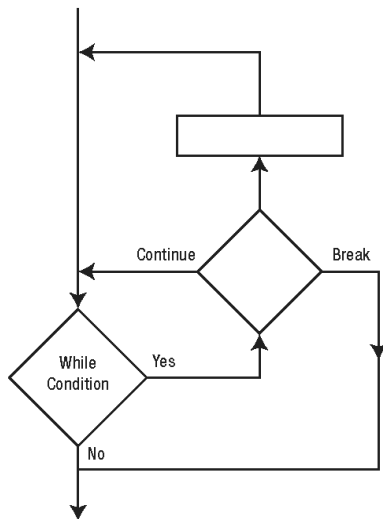 Continue
Break
While
Condition
Yes
No